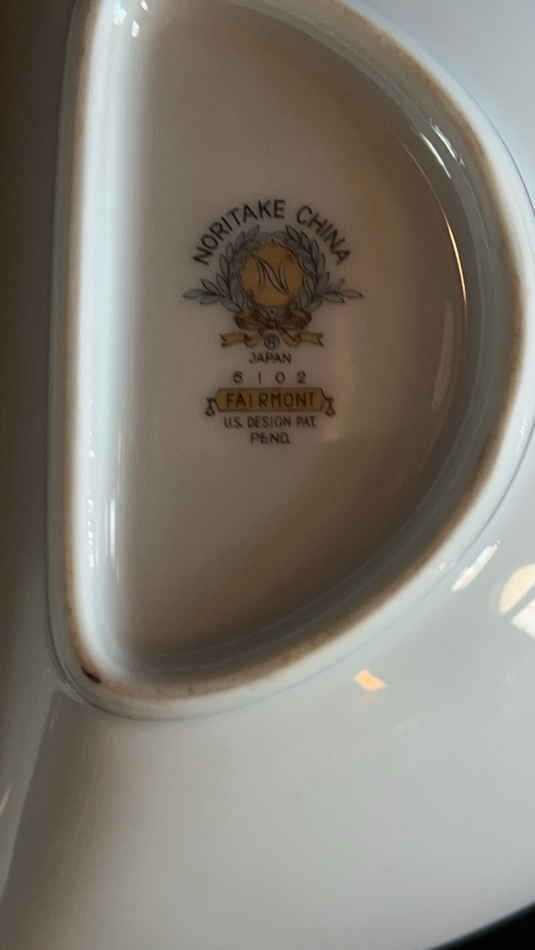 NORITAKE CHINA
N
®
JAPAN
6102
FAIRMONT
U.S. DESIGN PAT.
PEND.